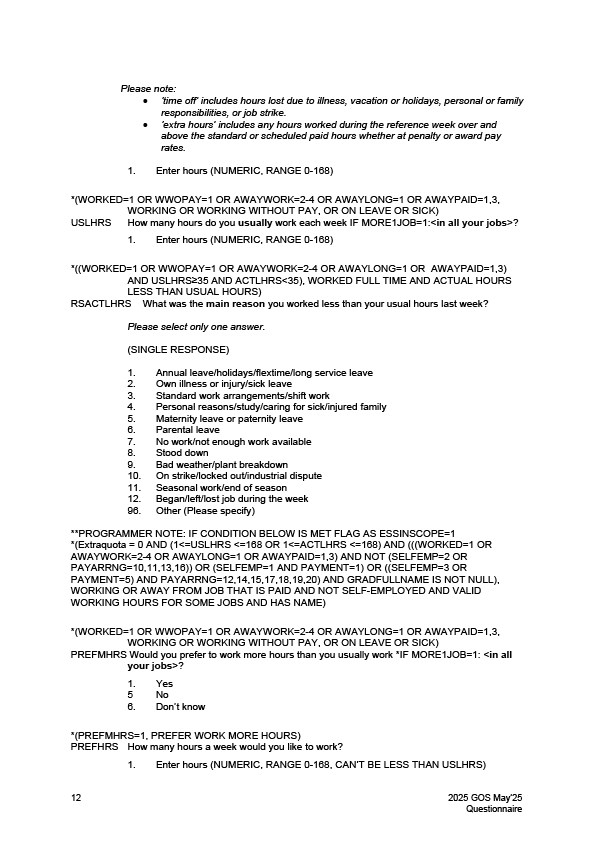 Please note:
• 'time off' includes hours lost due to illness, vacation or holidays, personal or family
responsibilities, or job strike.
• 'extra hours' includes any hours worked during the reference week over and
above the standard or scheduled paid hours whether at penalty or award pay
rates.
1. Enter hours (NUMERIC, RANGE 0-168)
*(WORKED=1 OR WWOPAY=1 OR AWAYWORK=2-4 OR AWAYLONG=1 OR AWAYPAID=1,3,
WORKING OR WORKING WITHOUT PAY, OR ON LEAVE OR SICK)
USLHRS How many hours do you usually work each week IF MORE1JOB=1:<in all your jobs>?
1. Enter hours (NUMERIC, RANGE 0-168)
*((WORKED=1 OR WWOPAY=1 OR AWAYWORK=2-4 OR AWAYLONG=1 OR AWAYPAID=1,3)
AND USLHRS≥35 AND ACTLHRS<35), WORKED FULL TIME AND ACTUAL HOURS
LESS THAN USUAL HOURS)
RSACTLHRS What was the main reason you worked less than your usual hours last week?
Please select only one answer.
(SINGLE RESPONSE)
1. Annual leave/holidays/flextime/long service leave
2. Own illness or injury/sick leave
3. Standard work arrangements/shift work
4. Personal reasons/study/caring for sick/injured family
5. Maternity leave or paternity leave
6. Parental leave
7. No work/not enough work available
8. Stood down
9. Bad weather/plant breakdown
10. On strike/locked out/industrial dispute
11. Seasonal work/end of season
12. Began/left/lost job during the week
96. Other (Please specify)
**PROGRAMMER NOTE: IF CONDITION BELOW IS MET FLAG AS ESSINSCOPE=1
*(Extraquota = 0 AND (1<=USLHRS <=168 OR 1<=ACTLHRS <=168) AND (((WORKED=1 OR
AWAYWORK=2-4 OR AWAYLONG=1 OR AWAYPAID=1,3) AND NOT (SELFEMP=2 OR
PAYARRNG=10,11,13,16)) OR (SELFEMP=1 AND PAYMENT=1) OR ((SELFEMP=3 OR
PAYMENT=5) AND PAYARRNG=12,14,15,17,18,19,20) AND GRADFULLNAME IS NOT NULL),
WORKING OR AWAY FROM JOB THAT IS PAID AND NOT SELF-EMPLOYED AND VALID
WORKING HOURS FOR SOME JOBS AND HAS NAME)
*(WORKED=1 OR WWOPAY=1 OR AWAYWORK=2-4 OR AWAYLONG=1 OR AWAYPAID=1,3,
WORKING OR WORKING WITHOUT PAY, OR ON LEAVE OR SICK)
PREFMHRS Would you prefer to work more hours than you usually work *IF MORE1JOB=1: <in all
your jobs>?
1. Yes
5 No
6. Don't know
*(PREFMHRS=1, PREFER WORK MORE HOURS)
PREFHRS How many hours a week would you like to work?
1. Enter hours (NUMERIC, RANGE 0-168, CAN'T BE LESS THAN USLHRS)
12
2025 GOS May'25
Questionnaire